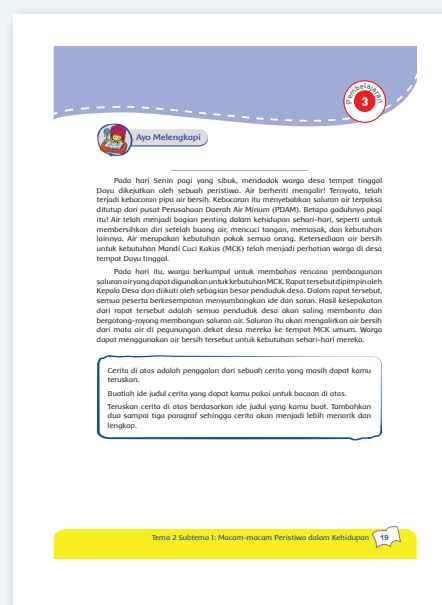 Pembelajaran
3
Ayo Melengkapi
Pada hari Senin pagi yang sibuk, mendadak warga desa tempat tinggal
Dayu dikejutkan oleh sebuah peristiwa. Air berhenti mengalir! Ternyata, telah
terjadi kebocoran pipa air bersih. Kebocoran itu menyebabkan saluran air terpaksa
ditutup dari pusat Perusahaan Daerah Air Minum (PDAM). Betapa gaduhnya pagi
itu! Air telah menjadi bagian penting dalam kehidupan sehari-hari, seperti untuk
membersihkan diri setelah buang air, mencuci tangan, memasak, dan kebutuhan
lainnya. Air merupakan kebutuhan pokok semua orang. Ketersediaan air bersih
untuk kebutuhan Mandi Cuci Kakus (MCK) telah menjadi perhatian warga di desa
tempat Dayu tinggal.
Pada hari itu, warga berkumpul untuk membahas rencana pembangunan
saluran air yang dapat digunakan untuk kebutuhan MCK. Rapat tersebut dipimpin oleh
Kepala Desa dan diikuti oleh sebagian besar penduduk desa. Dalam rapat tersebut,
semua peserta berkesempatan menyumbangkan ide dan saran. Hasil kesepakatan
dari rapat tersebut adalah semua penduduk desa akan saling membantu dan
bergotong-royong membangun saluran air. Saluran itu akan mengalirkan air bersih
dari mata air di pegunungan dekat desa mereka ke tempat MCK umum. Warga
dapat menggunakan air bersih tersebut untuk kebutuhan sehari-hari mereka.
Cerita di atas adalah penggalan dari sebuah cerita yang masih dapat kamu
teruskan.
Buatlah ide judul cerita yang dapat kamu pakai untuk bacaan di atas.
Teruskan cerita di atas berdasarkan ide judul yang kamu buat. Tambahkan
dua sampai tiga paragraf sehingga cerita akan menjadi lebih menarik dan
lengkap.
Tema 2 Subtema 1: Macam-macam Peristiwa dalam Kehidupan
19